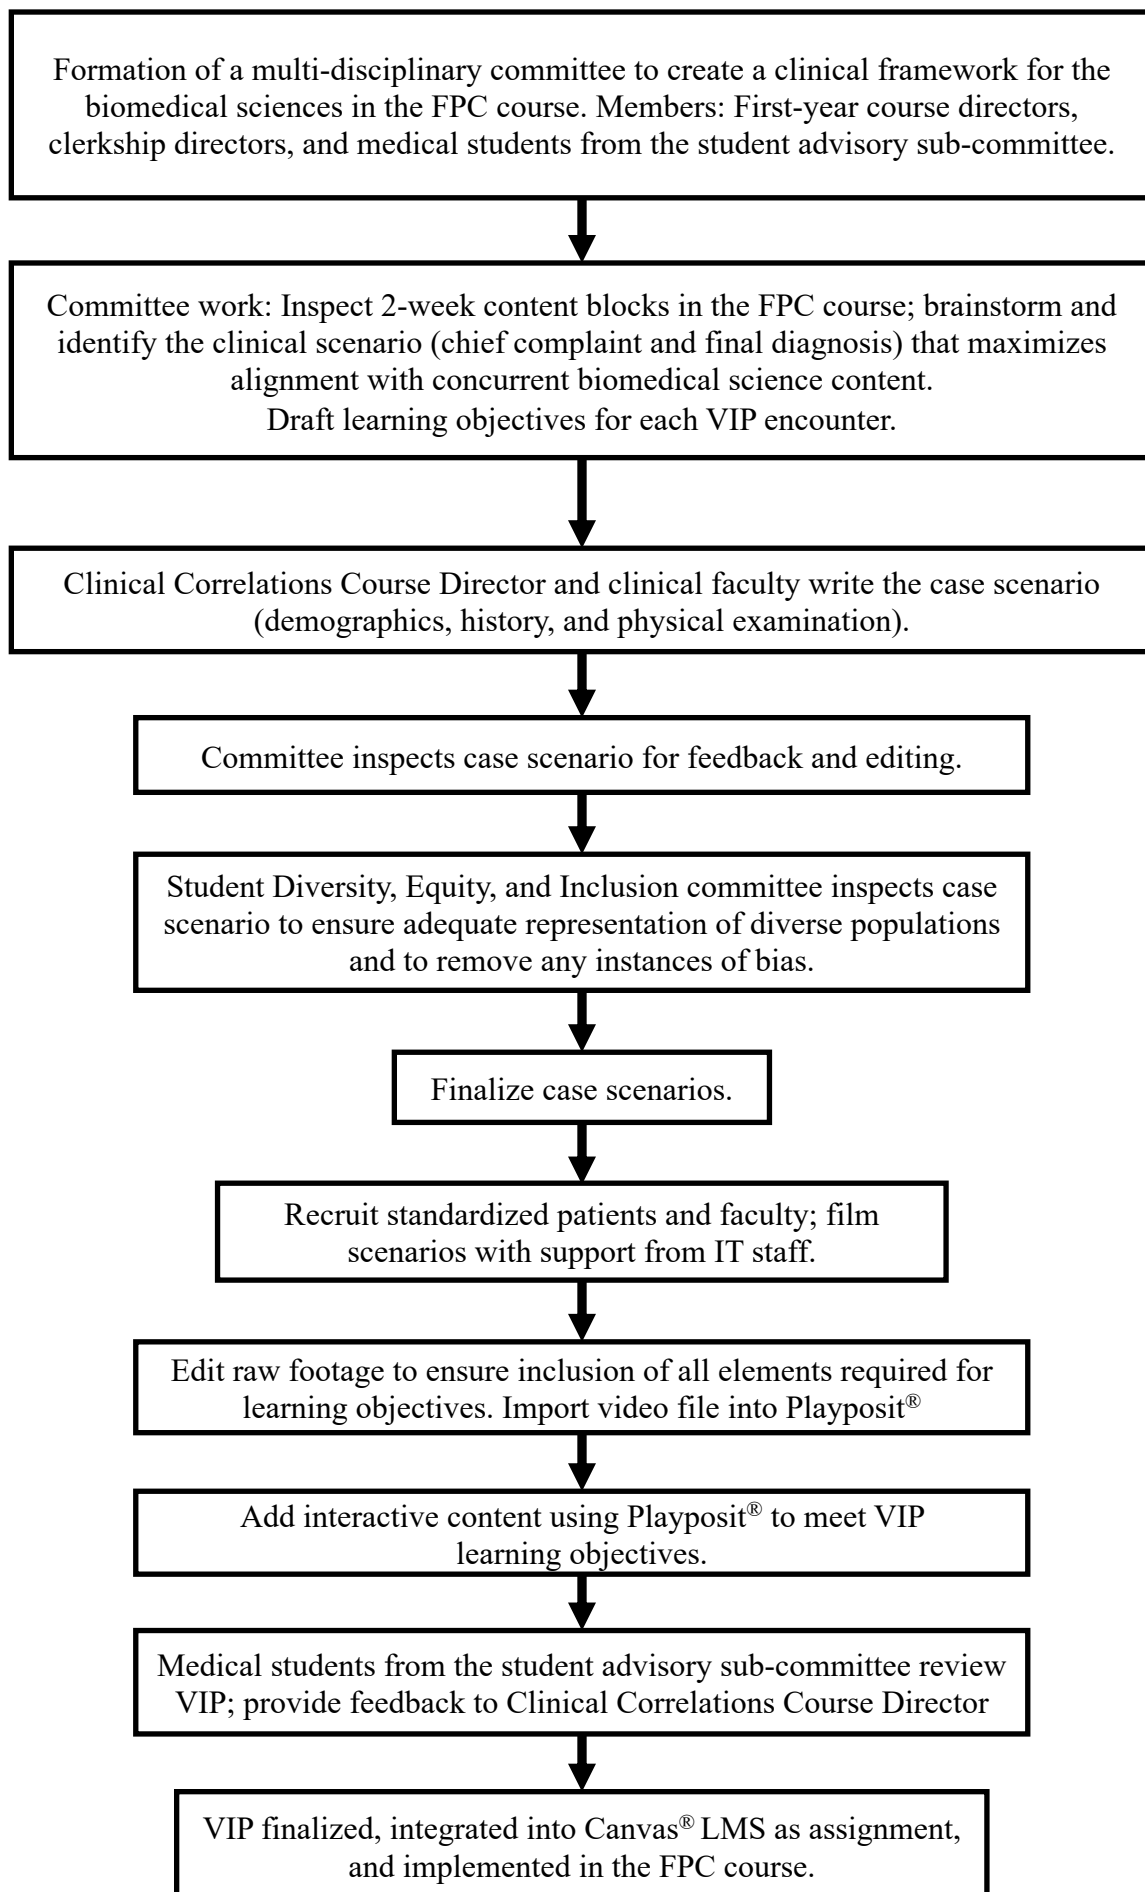 Formation of a multi-disciplinary committee to create a clinical framework for the
biomedical sciences in the FPC course. Members: First-year course directors,
clerkship directors, and medical students from the student advisory sub-committee.
Committee work: Inspect 2-week content blocks in the FPC course; brainstorm and
identify the clinical scenario (chief complaint and final diagnosis) that maximizes
alignment with concurrent biomedical science content.
Draft learning objectives for each VIP encounter.
Clinical Correlations Course Director and clinical faculty write the case scenario
(demographics, history, and physical examination).
Committee inspects case scenario for feedback and editing.
Student Diversity, Equity, and Inclusion committee inspects case
scenario to ensure adequate representation of diverse populations
and to remove any instances of bias.
Finalize case scenarios.
Recruit standardized patients and faculty; film
scenarios with support from IT staff.
Edit raw footage to ensure inclusion of all elements required for
learning objectives. Import video file into Playposit®
Add interactive content using Playposit® to meet VIP
learning objectives.
Medical students from the student advisory sub-committee review
VIP; provide feedback to Clinical Correlations Course Director
VIP finalized, integrated into Canvas® LMS as assignment,
and implemented in the FPC course.